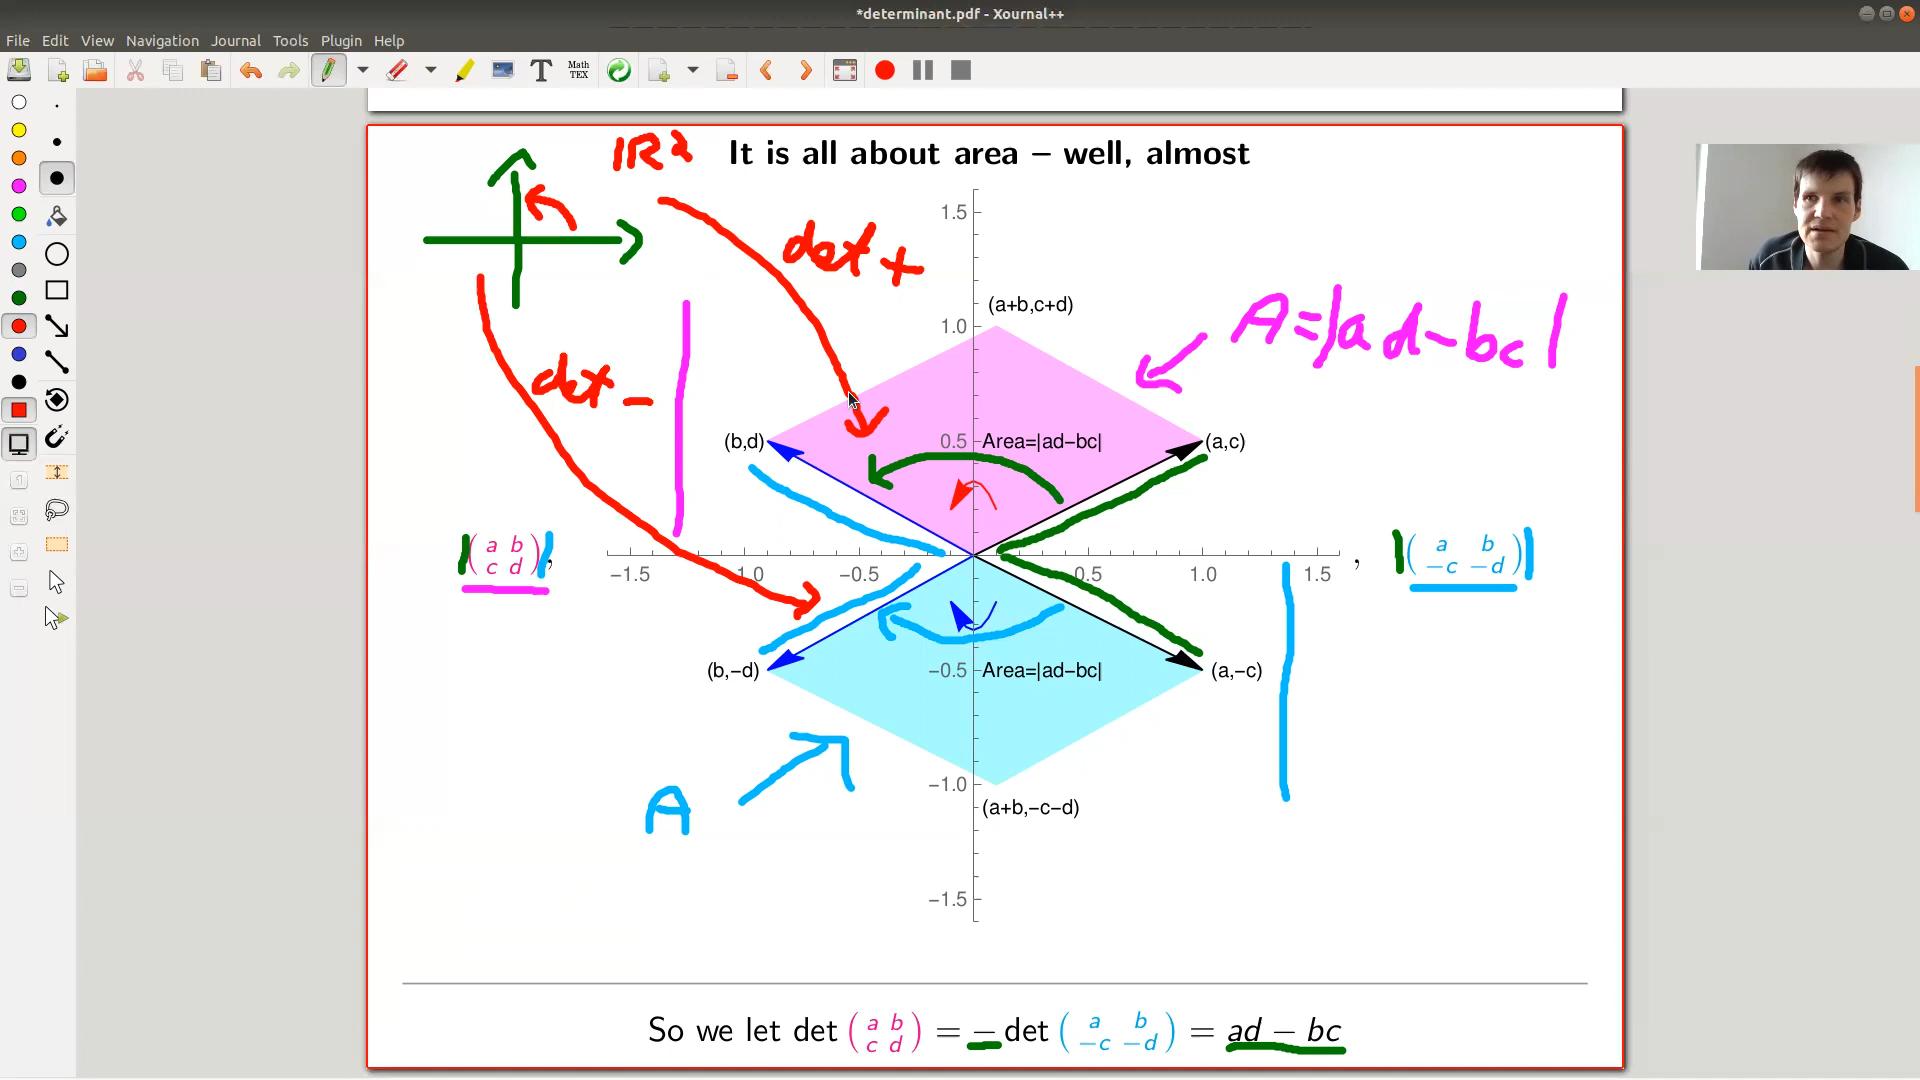 *determinant.pdf - Xournal++
File Edit View Navigation Journal Tools Plugin Help
Math TEX
It is all about area – well, almost
IR²
det +
det −
A=|ad−bc|
1.5
(a+b,c+d)
1.0
(b,d) 0.5 Area=|ad−bc| (a,c)
(a b
c d),
−1.5 1.0 −0.5 0.5 1.0 1.5
, (a b
−c −d)
(b,−d) −0.5 Area=|ad−bc| (a,−c)
A
−1.0
(a+b,−c−d)
−1.5
So we let det (a b
c d) = − det (a b
−c −d) = ad − bc